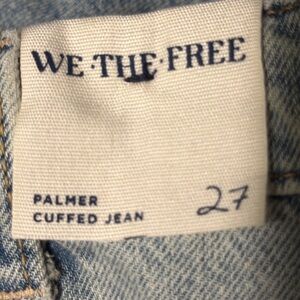 WE·THE·FREE
PALMER
CUFFED JEAN
27